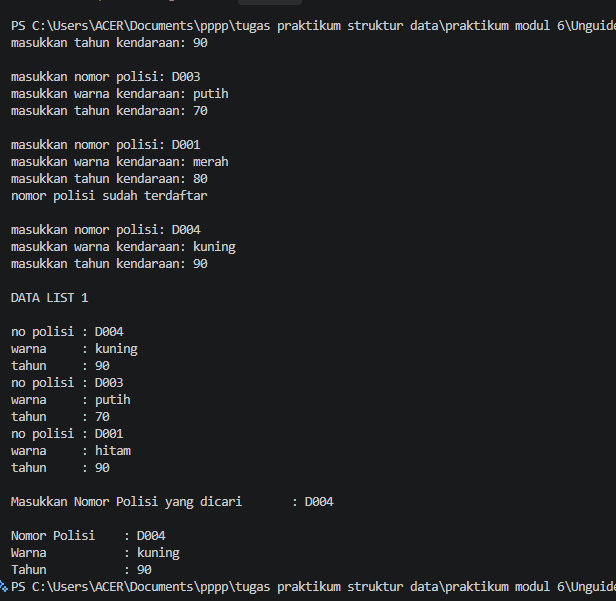 PS C:\Users\ACER\Documents\pppp\tugas praktikum struktur data\praktikum modul 6\Unguide
masukkan tahun kendaraan: 90
masukkan nomor polisi: D003
masukkan warna kendaraan: putih
masukkan tahun kendaraan: 70
masukkan nomor polisi: D001
masukkan warna kendaraan: merah
masukkan tahun kendaraan: 80
nomor polisi sudah terdaftar
masukkan nomor polisi: D004
masukkan warna kendaraan: kuning
masukkan tahun kendaraan: 90
DATA LIST 1
no polisi : D004
warna     : kuning
tahun     : 90
no polisi : D003
warna     : putih
tahun     : 70
no polisi : D001
warna     : hitam
tahun     : 90
Masukkan Nomor Polisi yang dicari       : D004
Nomor Polisi    : D004
Warna           : kuning
Tahun           : 90
PS C:\Users\ACER\Documents\pppp\tugas praktikum struktur data\praktikum modul 6\Unguide